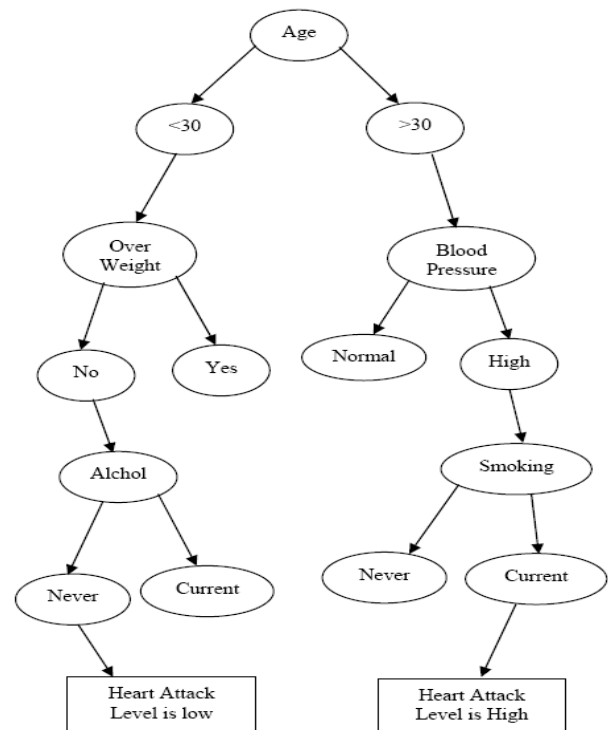 Age
<30
>30
Over
Weight
Blood
Pressure
No
Yes
Normal
High
Alchol
Smoking
Never
Current
Never
Current
Heart Attack
Level is low
Heart Attack
Level is High